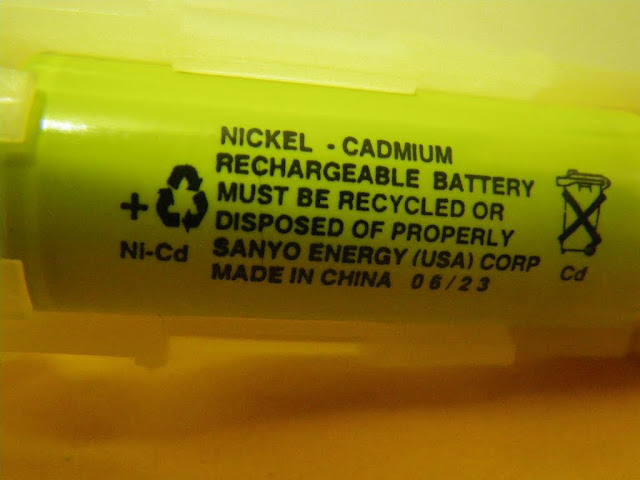 NICKEL - CADMIUM
RECHARGEABLE BATTERY
MUST BE RECYCLED OR
DISPOSED OF PROPERLY
SANYO ENERGY (USA) CORP
MADE IN CHINA 06/23
+
Ni-Cd
Cd